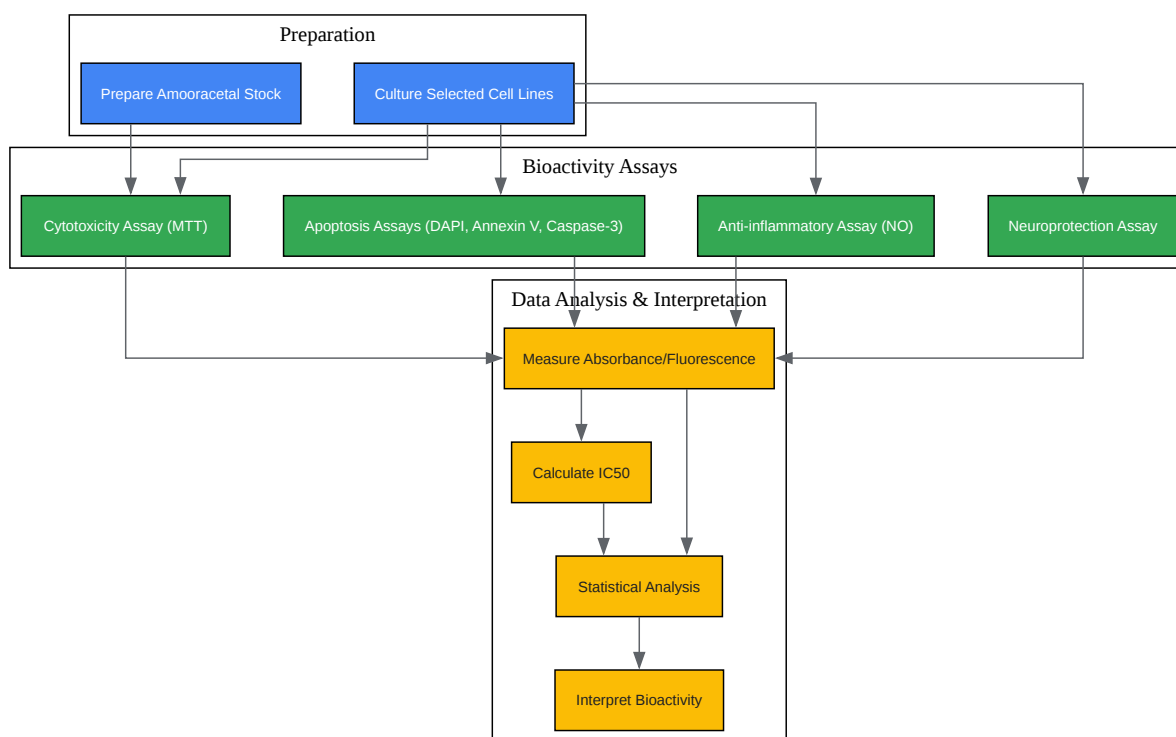 Preparation
Prepare Amooracetal Stock
Culture Selected Cell Lines
Bioactivity Assays
Cytotoxicity Assay (MTT)
Apoptosis Assays (DAPI, Annexin V, Caspase-3)
Anti-inflammatory Assay (NO)
Neuroprotection Assay
Data Analysis & Interpretation
Measure Absorbance/Fluorescence
Calculate IC50
Statistical Analysis
Interpret Bioactivity